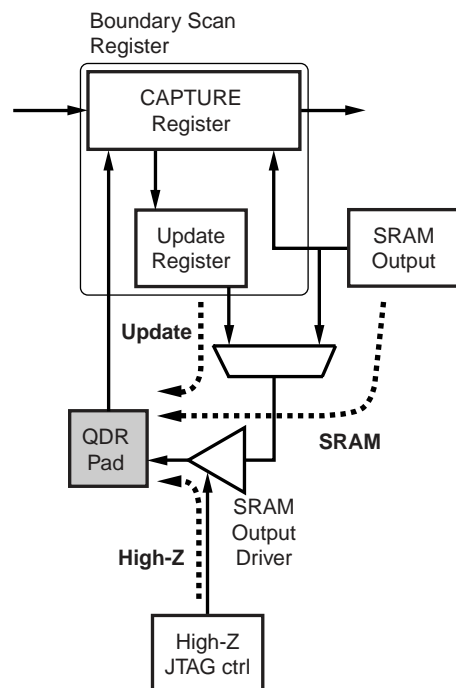 Boundary Scan
Register
CAPTURE
Register
Update
Register
SRAM
Output
Update
SRAM
QDR
Pad
SRAM
Output
Driver
High-Z
High-Z
JTAG ctrl